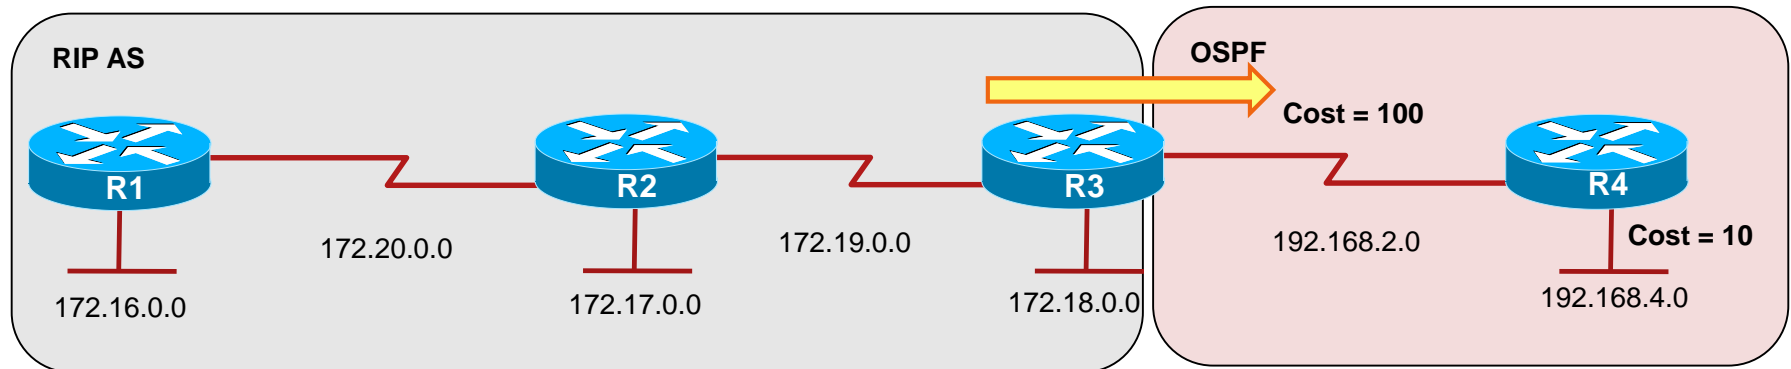 RIP AS
OSPF
Cost = 100
R1
R2
R3
R4
172.20.0.0
172.19.0.0
192.168.2.0
Cost = 10
172.16.0.0
172.17.0.0
172.18.0.0
192.168.4.0